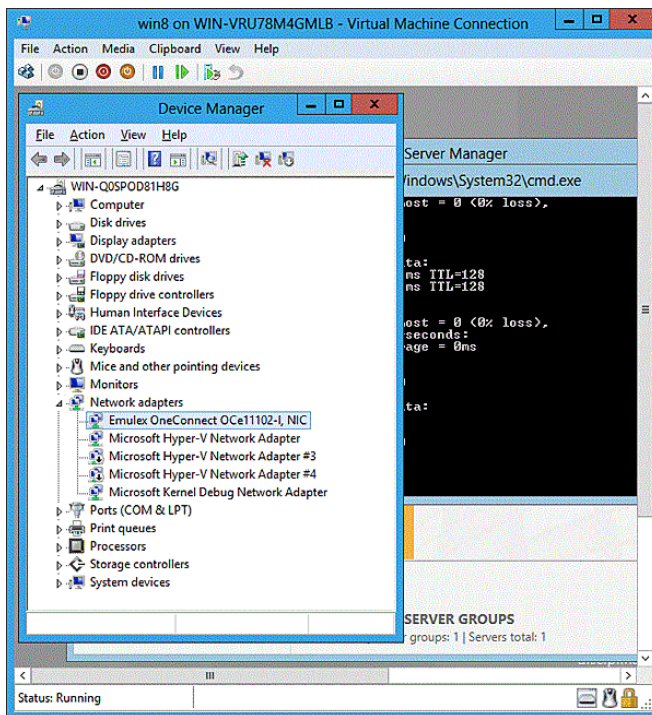 win8 on WIN-VRU78M4GMLB - Virtual Machine Connection
File Action Media Clipboard View Help
Device Manager
File Action View Help
WIN-Q0SPOD81H8G
Computer
Disk drives
Display adapters
DVD/CD-ROM drives
Floppy disk drives
Floppy drive controllers
Human Interface Devices
IDE ATA/ATAPI controllers
Keyboards
Mice and other pointing devices
Monitors
Network adapters
Emulex OneConnect OCe11102-I, NIC
Microsoft Hyper-V Network Adapter
Microsoft Hyper-V Network Adapter #3
Microsoft Hyper-V Network Adapter #4
Microsoft Kernel Debug Network Adapter
Ports (COM & LPT)
Print queues
Processors
Storage controllers
System devices
Server Manager
indows\System32\cmd.exe
ost = 0 (0% loss),
ta:
ms TTL=128
ms TTL=128
ost = 0 (0% loss),
seconds:
age = 0ms
ta:
SERVER GROUPS
groups: 1 | Servers total: 1
Status: Running